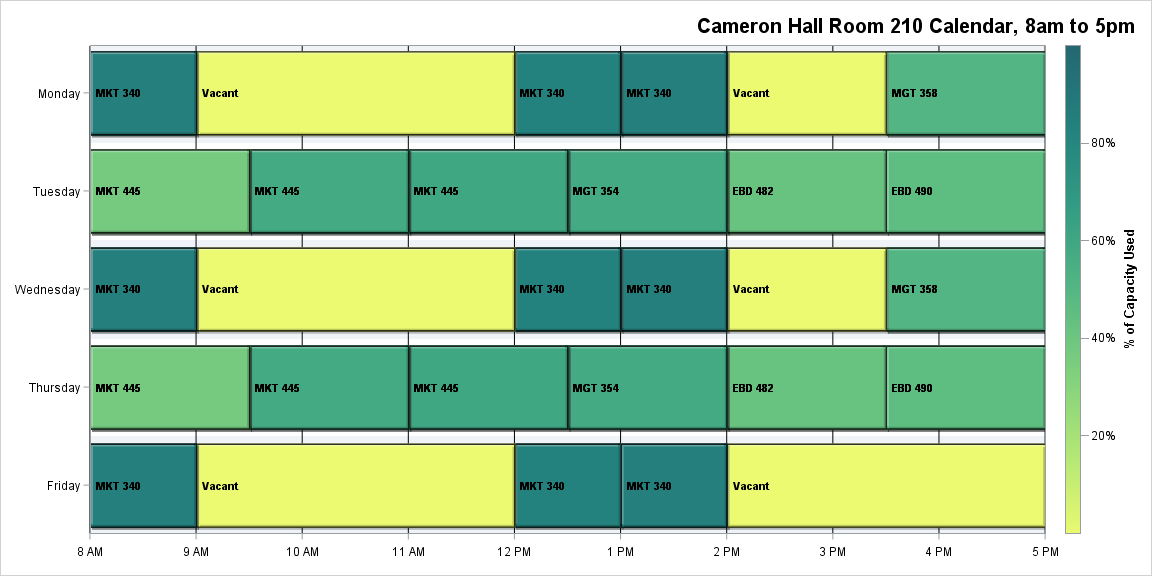 Cameron Hall Room 210 Calendar, 8am to 5pm
Monday
MKT 340
Vacant
MKT 340
MKT 340
Vacant
MGT 358
Tuesday
MKT 445
MKT 445
MKT 445
MGT 354
EBD 482
EBD 490
Wednesday
MKT 340
Vacant
MKT 340
MKT 340
Vacant
MGT 358
Thursday
MKT 445
MKT 445
MKT 445
MGT 354
EBD 482
EBD 490
Friday
MKT 340
Vacant
MKT 340
MKT 340
Vacant
8 AM
9 AM
10 AM
11 AM
12 PM
1 PM
2 PM
3 PM
4 PM
5 PM
80%
60%
40%
20%
% of Capacity Used